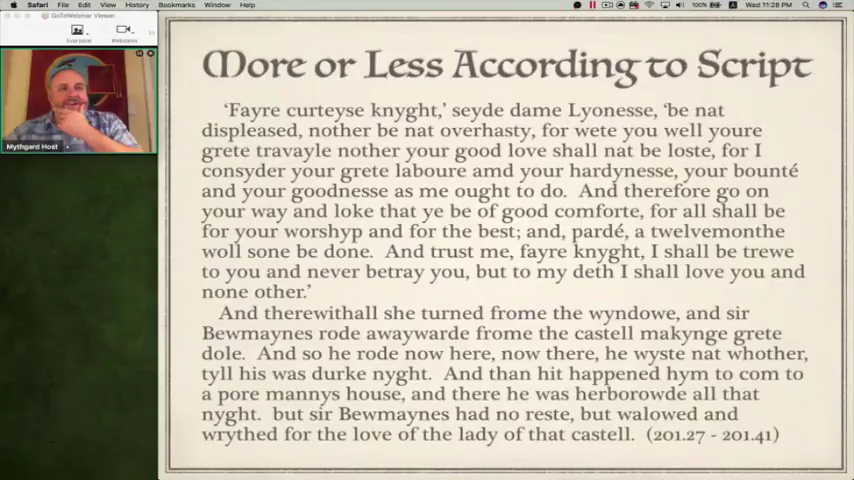 Safari File Edit View History Bookmarks Window Help 100% Wed 11:28 PM
GoToWebinar Viewer
Everyone Webcams
Mythgard Host
More or Less According to Script
‘Fayre curteyse knyght,’ seyde dame Lyonesse, ‘be nat
displeased, nother be nat overhasty, for wete you well youre
grete travayle nother your good love shall nat be loste, for I
consyder your grete laboure amd your hardynesse, your bounté
and your goodnesse as me ought to do. And therefore go on
your way and loke that ye be of good comforte, for all shall be
for your worshyp and for the best; and, pardé, a twelvemonthe
woll sone be done. And trust me, fayre knyght, I shall be trewe
to you and never betray you, but to my deth I shall love you and
none other.’
And therewithall she turned frome the wyndowe, and sir
Bewmaynes rode awaywarde frome the castell makynge grete
dole. And so he rode now here, now there, he wyste nat whother,
tyll his was durke nyght. And than hit happened hym to com to
a pore mannys house, and there he was herborowde all that
nyght. but sir Bewmaynes had no reste, but walowed and
wrythed for the love of the lady of that castell. (201.27 - 201.41)